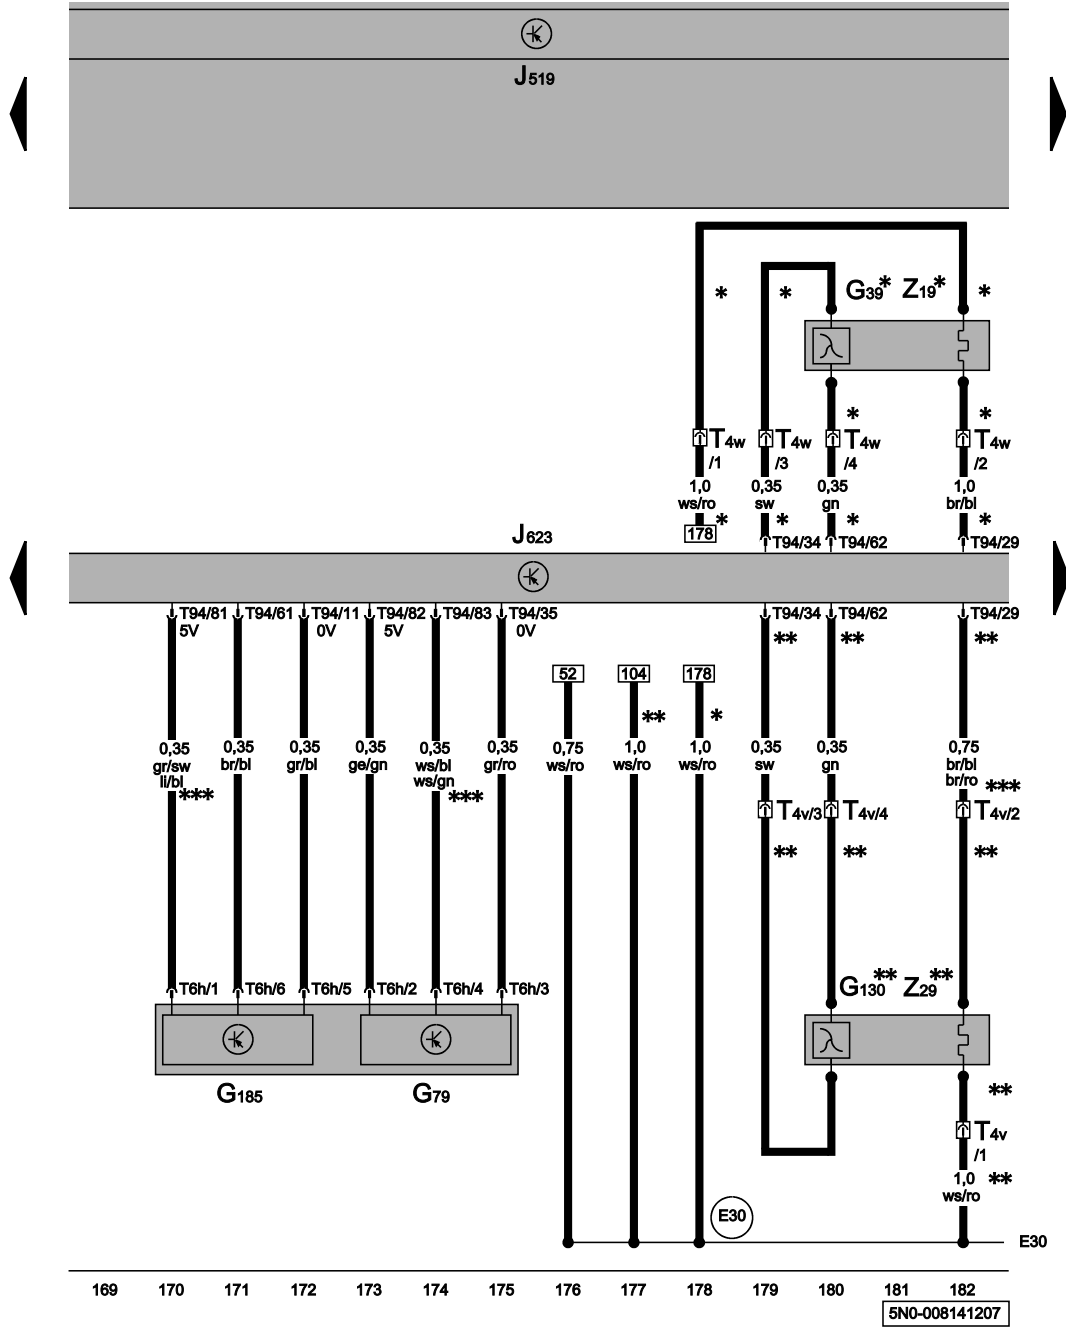 J519
G39* Z19*
* * *
* *
T4w T4w T4w T4w
/1 /3 /4 /2
1,0 0,35 0,35 1,0
ws/ro sw gn br/bl
* * * *
178 T94/34 T94/62 T94/29
J623
T94/81 T94/61 T94/11 T94/82 T94/83 T94/35 T94/34 T94/62 T94/29
5V 0V 5V 0V ** ** **
52 104 178
** *
0,35 0,35 0,35 0,35 0,35 0,35 0,75 1,0 1,0 0,35 0,35 0,75
gr/sw br/bl gr/bl ge/gn ws/bl gr/ro ws/ro ws/ro ws/ro sw gn br/bl
li/bl ws/gn br/ro
*** *** ***
T4v/3 T4v/4 T4v/2
** ** **
T6h/1 T6h/6 T6h/5 T6h/2 T6h/4 T6h/3 G130** Z29**
G185 G79
**
T4v
/1
1,0 **
ws/ro
E30
E30
169 170 171 172 173 174 175 176 177 178 179 180 181 182
5N0-008141207